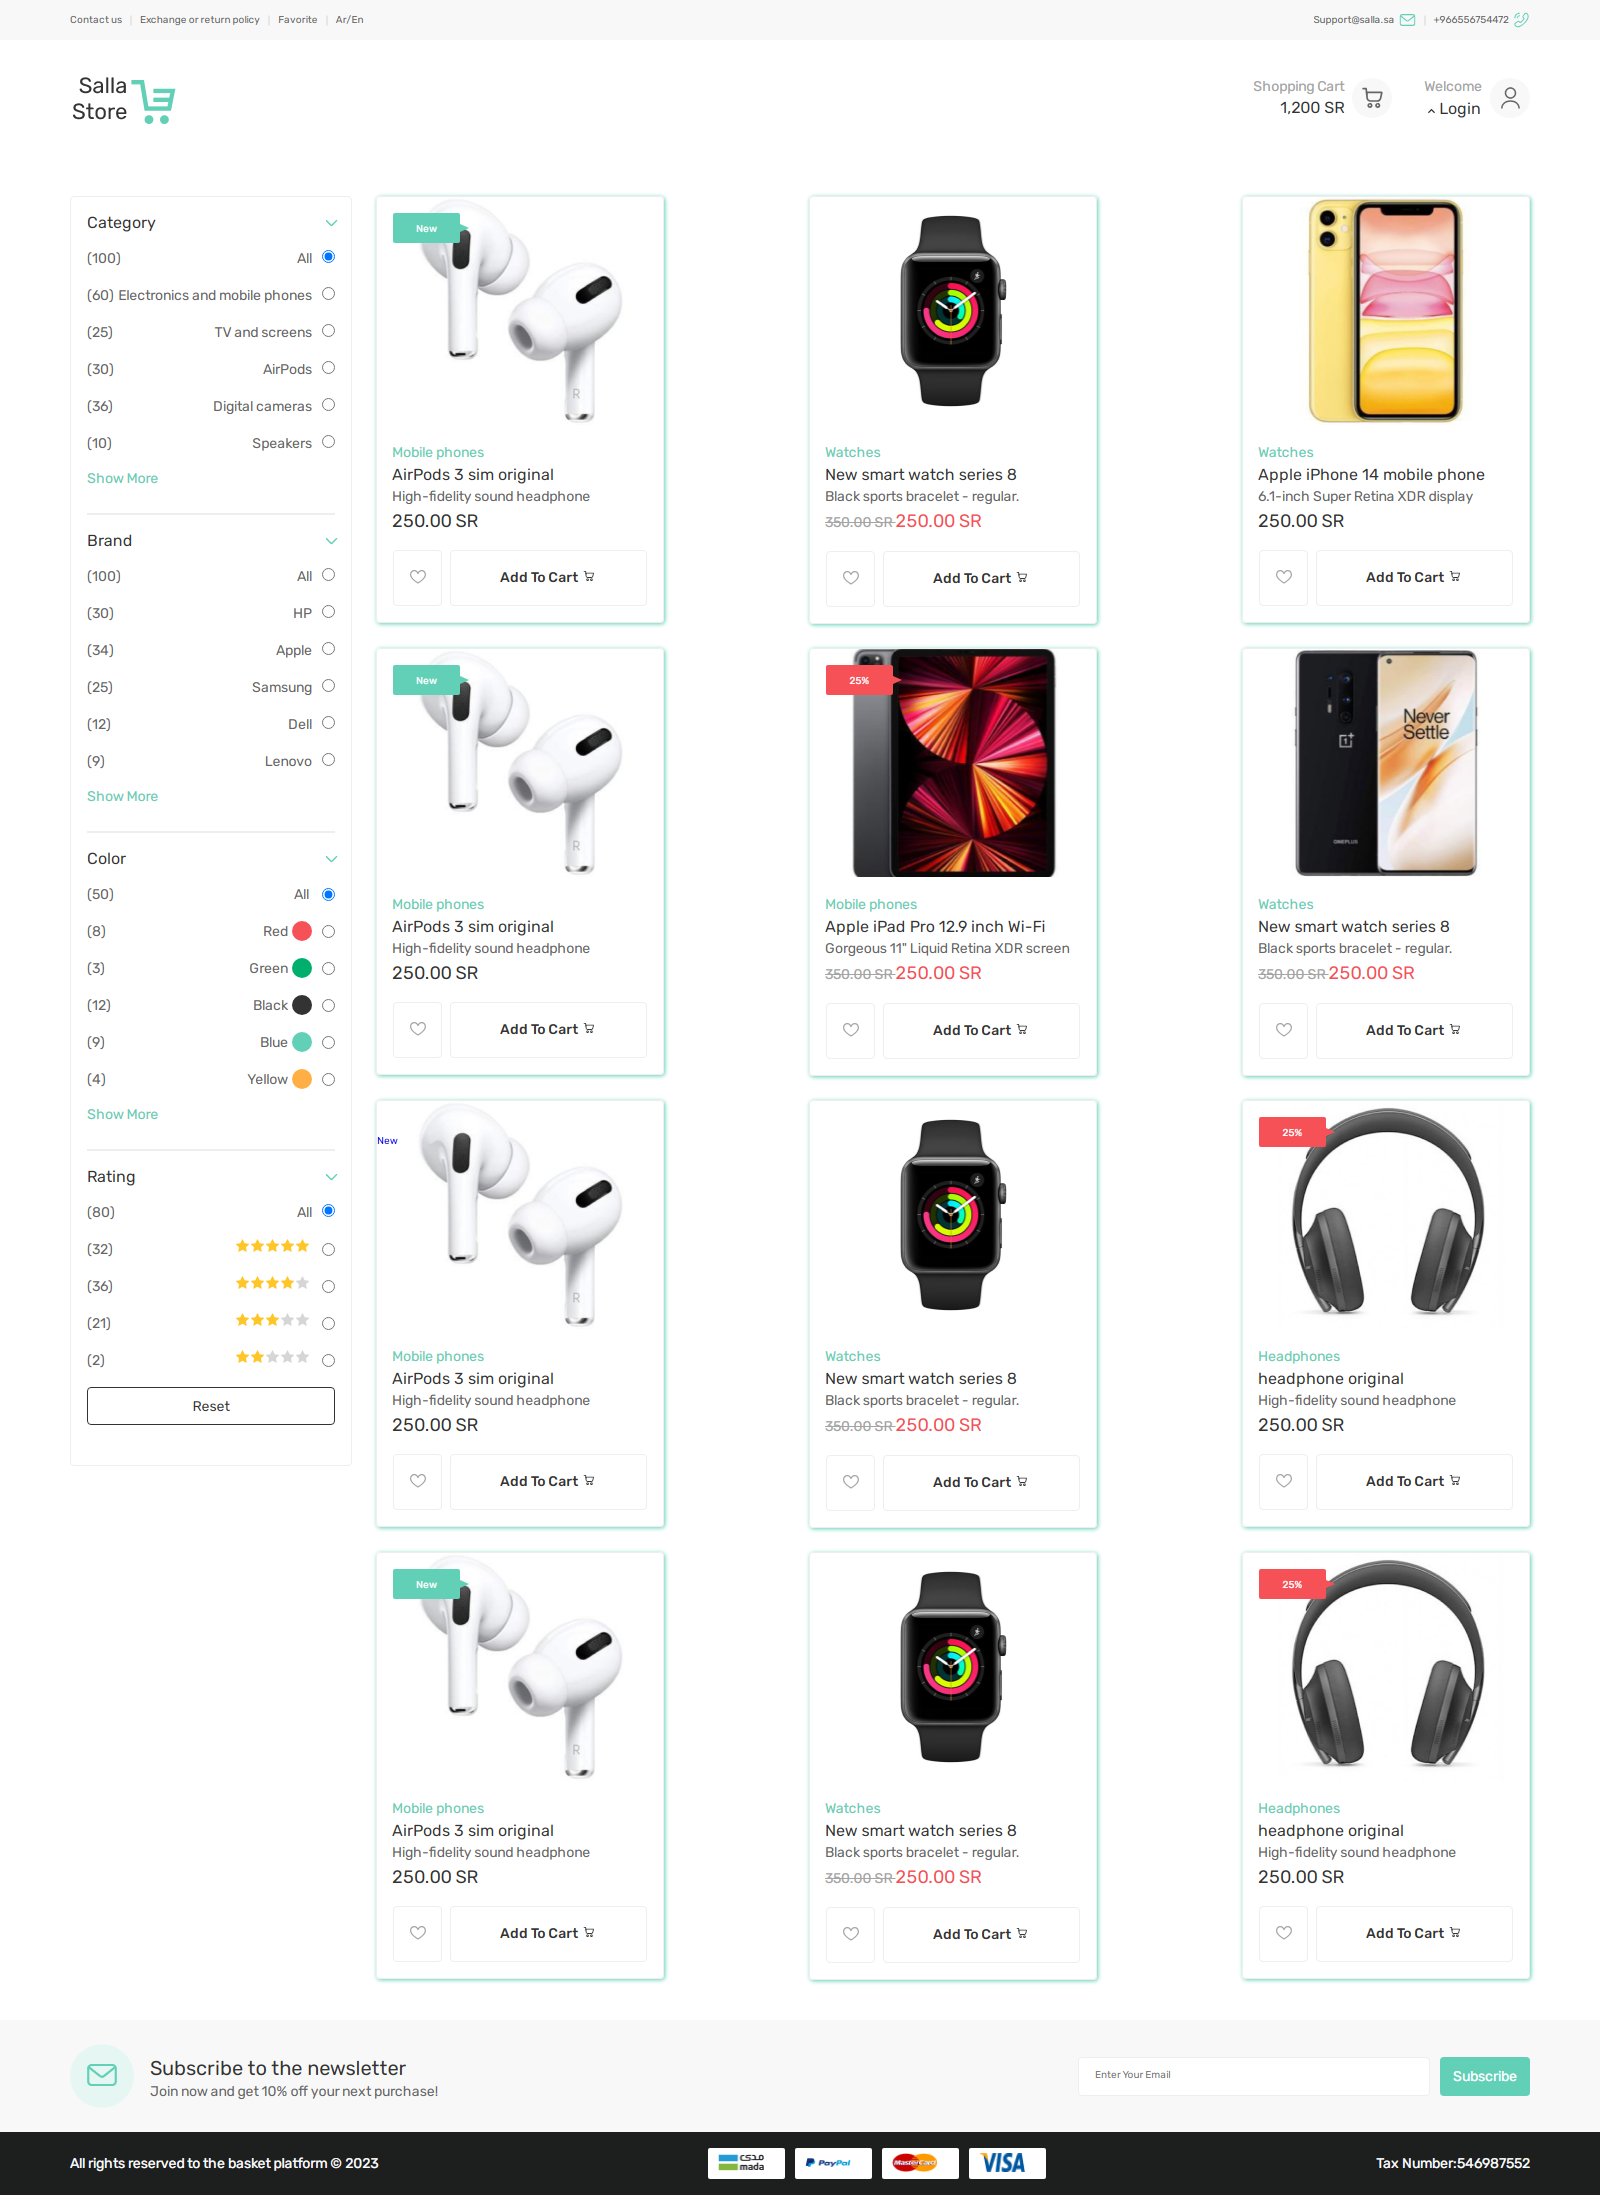 Contact us
Exchange or return policy
Favorite
Ar/En
Support@salla.sa
+966556754472
Salla
Store
Shopping Cart
1,200 SR
Welcome
Login
Category
(100) All
(60) Electronics and mobile phones
(25) TV and screens
(30) AirPods
(36) Digital cameras
(10) Speakers
Show More
Brand
(100) All
(30) HP
(34) Apple
(25) Samsung
(12) Dell
(9) Lenovo
Show More
Color
(50) All
(8) Red
(3) Green
(12) Black
(9) Blue
(4) Yellow
Show More
Rating
(80) All
(32)
(36)
(21)
(2)
Reset
New
R
Mobile phones
AirPods 3 sim original
High-fidelity sound headphone
250.00 SR
Add To Cart
Watches
New smart watch series 8
Black sports bracelet - regular.
350.00 SR 250.00 SR
Add To Cart
Watches
Apple iPhone 14 mobile phone
6.1-inch Super Retina XDR display
250.00 SR
Add To Cart
New
R
Mobile phones
AirPods 3 sim original
High-fidelity sound headphone
250.00 SR
Add To Cart
25%
Mobile phones
Apple iPad Pro 12.9 inch Wi-Fi
Gorgeous 11" Liquid Retina XDR screen
350.00 SR 250.00 SR
Add To Cart
Never
Settle
ONEPLUS
Watches
New smart watch series 8
Black sports bracelet - regular.
350.00 SR 250.00 SR
Add To Cart
New
R
Mobile phones
AirPods 3 sim original
High-fidelity sound headphone
250.00 SR
Add To Cart
Watches
New smart watch series 8
Black sports bracelet - regular.
350.00 SR 250.00 SR
Add To Cart
25%
Headphones
headphone original
High-fidelity sound headphone
250.00 SR
Add To Cart
New
R
Mobile phones
AirPods 3 sim original
High-fidelity sound headphone
250.00 SR
Add To Cart
Watches
New smart watch series 8
Black sports bracelet - regular.
350.00 SR 250.00 SR
Add To Cart
25%
Headphones
headphone original
High-fidelity sound headphone
250.00 SR
Add To Cart
Subscribe to the newsletter
Join now and get 10% off your next purchase!
Enter Your Email
Subscribe
All rights reserved to the basket platform © 2023
مدى
mada
PayPal
MasterCard
VISA
Tax Number:546987552